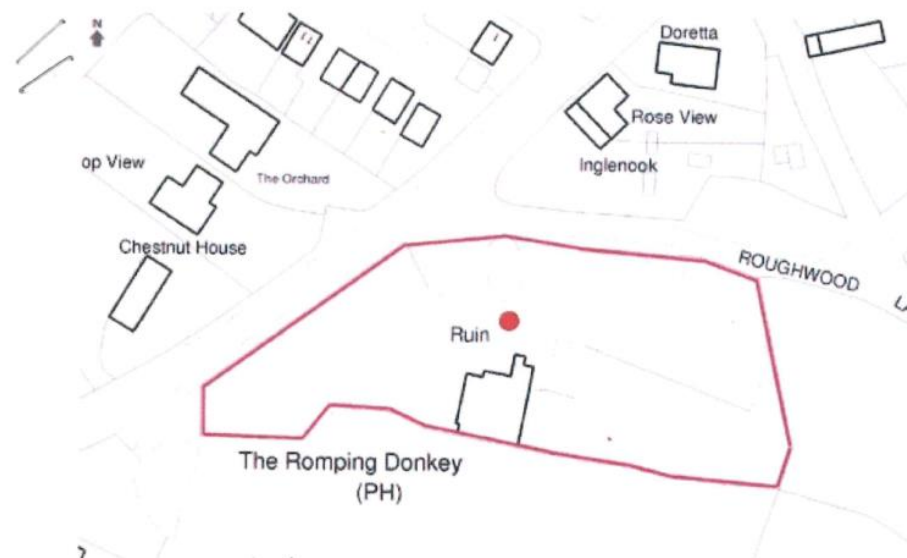 N
Doretta
Rose View
Inglenook
op View
The Orchard
Chestnut House
ROUGHWOOD
Ruin
The Romping Donkey
(PH)